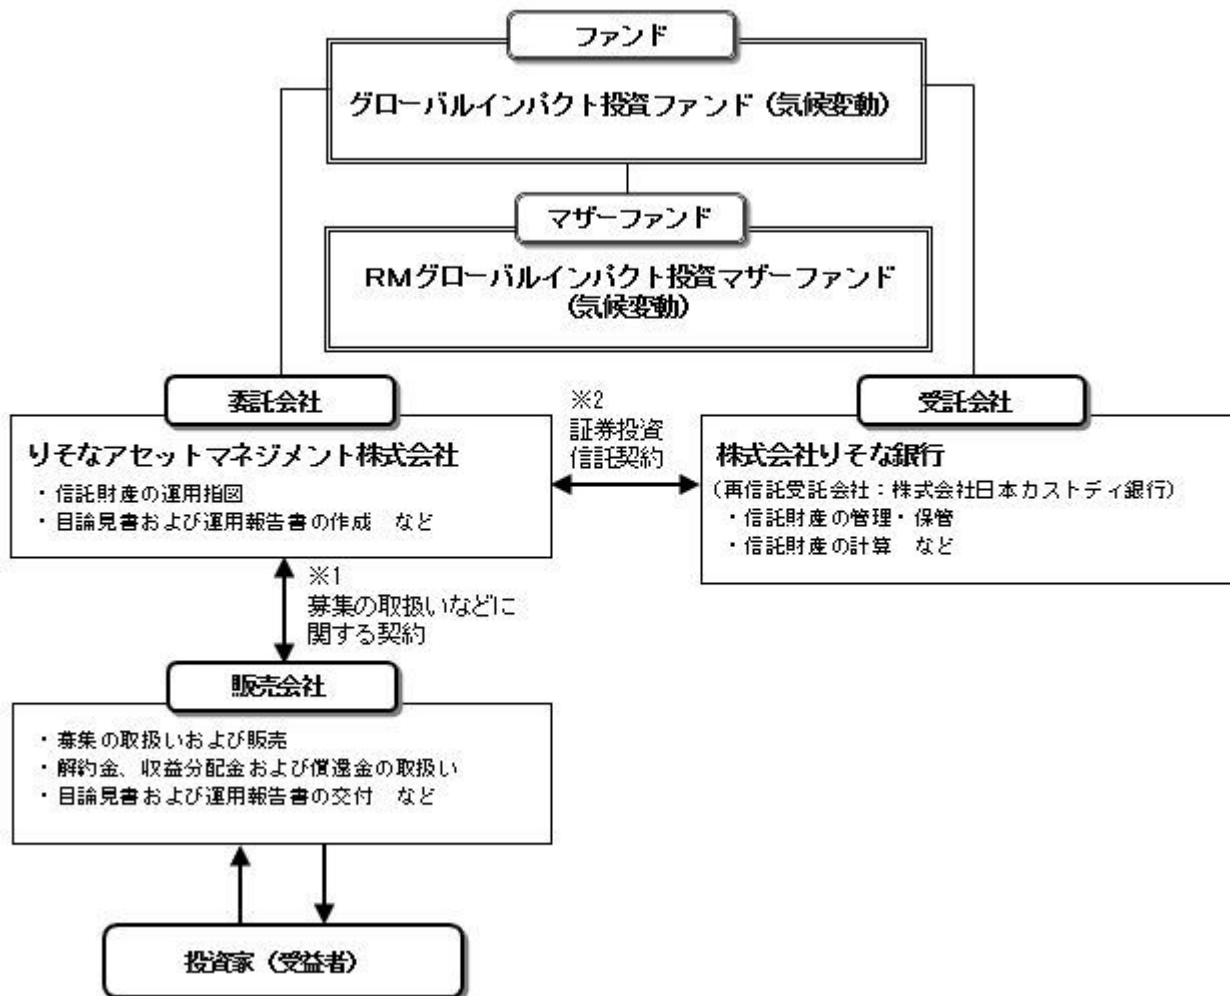 ファンド
グローバルインパクト投資ファンド（気候変動）
マザーファンド
ＲＭグローバルインパクト投資マザーファンド
（気候変動）
委託会社
りそなアセットマネジメント株式会社
・信託財産の運用指図
・目論見書および運用報告書の作成　など
※2
証券投資
信託契約
受託会社
株式会社りそな銀行
（再信託受託会社：株式会社日本カストディ銀行）
・信託財産の管理・保管
・信託財産の計算　など
※1
募集の取扱いなどに
関する契約
販売会社
・募集の取扱いおよび販売
・解約金、収益分配金および償還金の取扱い
・目論見書および運用報告書の交付　など
投資家（受益者）